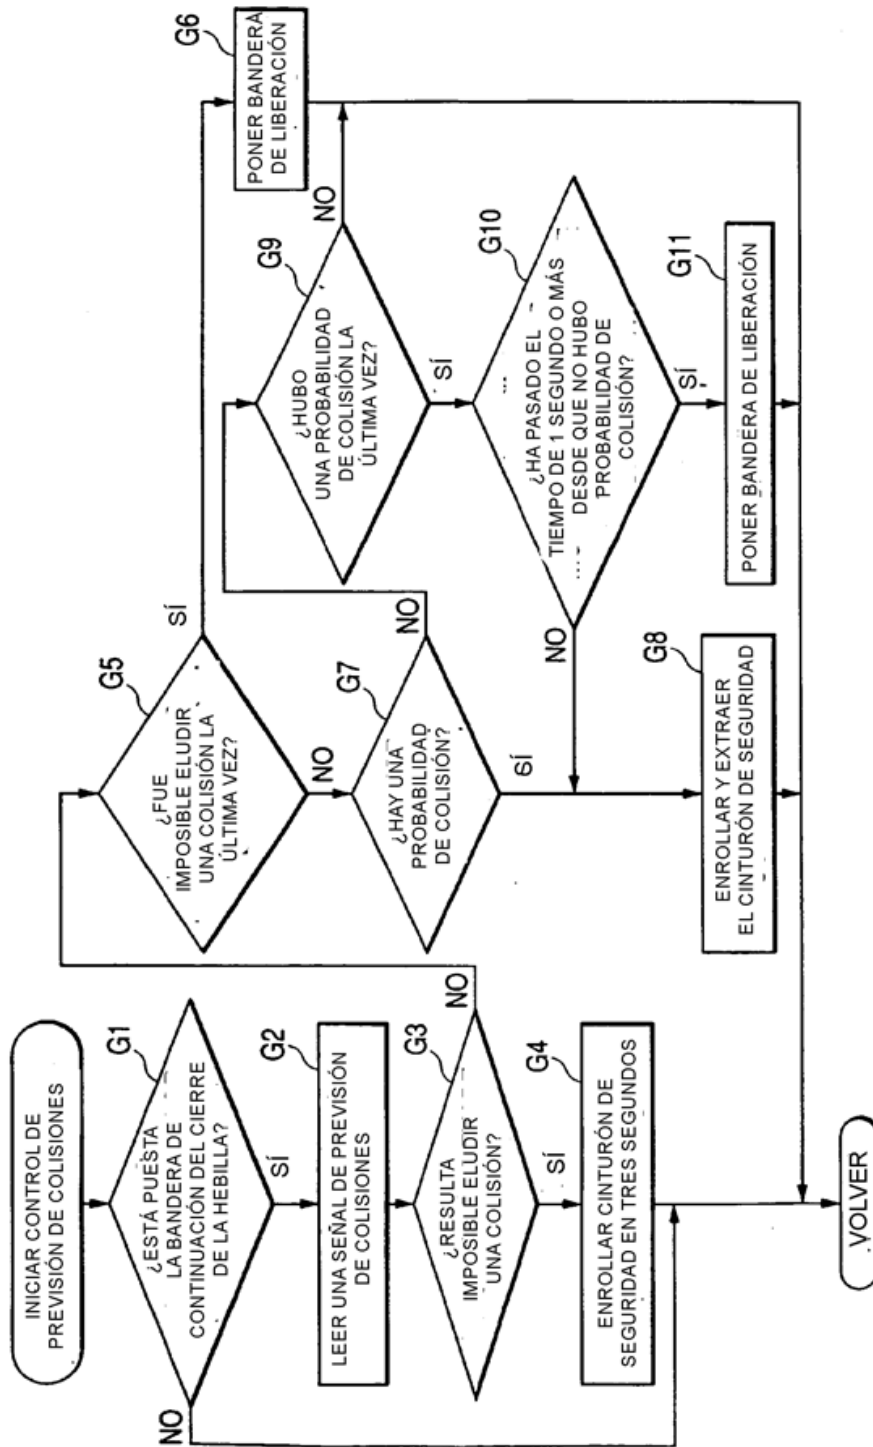 INICIAR CONTROL DE
PREVISIÓN DE COLISIONES
G1
¿ESTÁ PUESTA
LA BANDERA DE
CONTINUACIÓN DEL CIERRE
DE LA HEBILLA?
NO
SÍ
G2
LEER UNA SEÑAL DE PREVISIÓN
DE COLISIONES
G3
¿RESULTA
IMPOSIBLE ELUDIR
UNA COLISIÓN?
NO
SÍ
G4
ENROLLAR CINTURÓN DE
SEGURIDAD EN TRES SEGUNDOS
VOLVER
G5
¿FUE
IMPOSIBLE ELUDIR
UNA COLISIÓN LA
ÚLTIMA VEZ?
SÍ
NO
G6
PONER BANDERA
DE LIBERACIÓN
G7
¿HAY UNA
PROBABILIDAD
DE COLISIÓN?
NO
SÍ
G8
ENROLLAR Y EXTRAER
EL CINTURÓN DE SEGURIDAD
G9
¿HUBO
UNA PROBABILIDAD
DE COLISIÓN LA
ÚLTIMA VEZ?
NO
SÍ
G10
¿HA PASADO EL
TIEMPO DE 1 SEGUNDO O MÁS
DESDE QUE NO HUBO
PROBABILIDAD DE
COLISIÓN?
NO
SÍ
G11
PONER BANDERA DE LIBERACIÓN